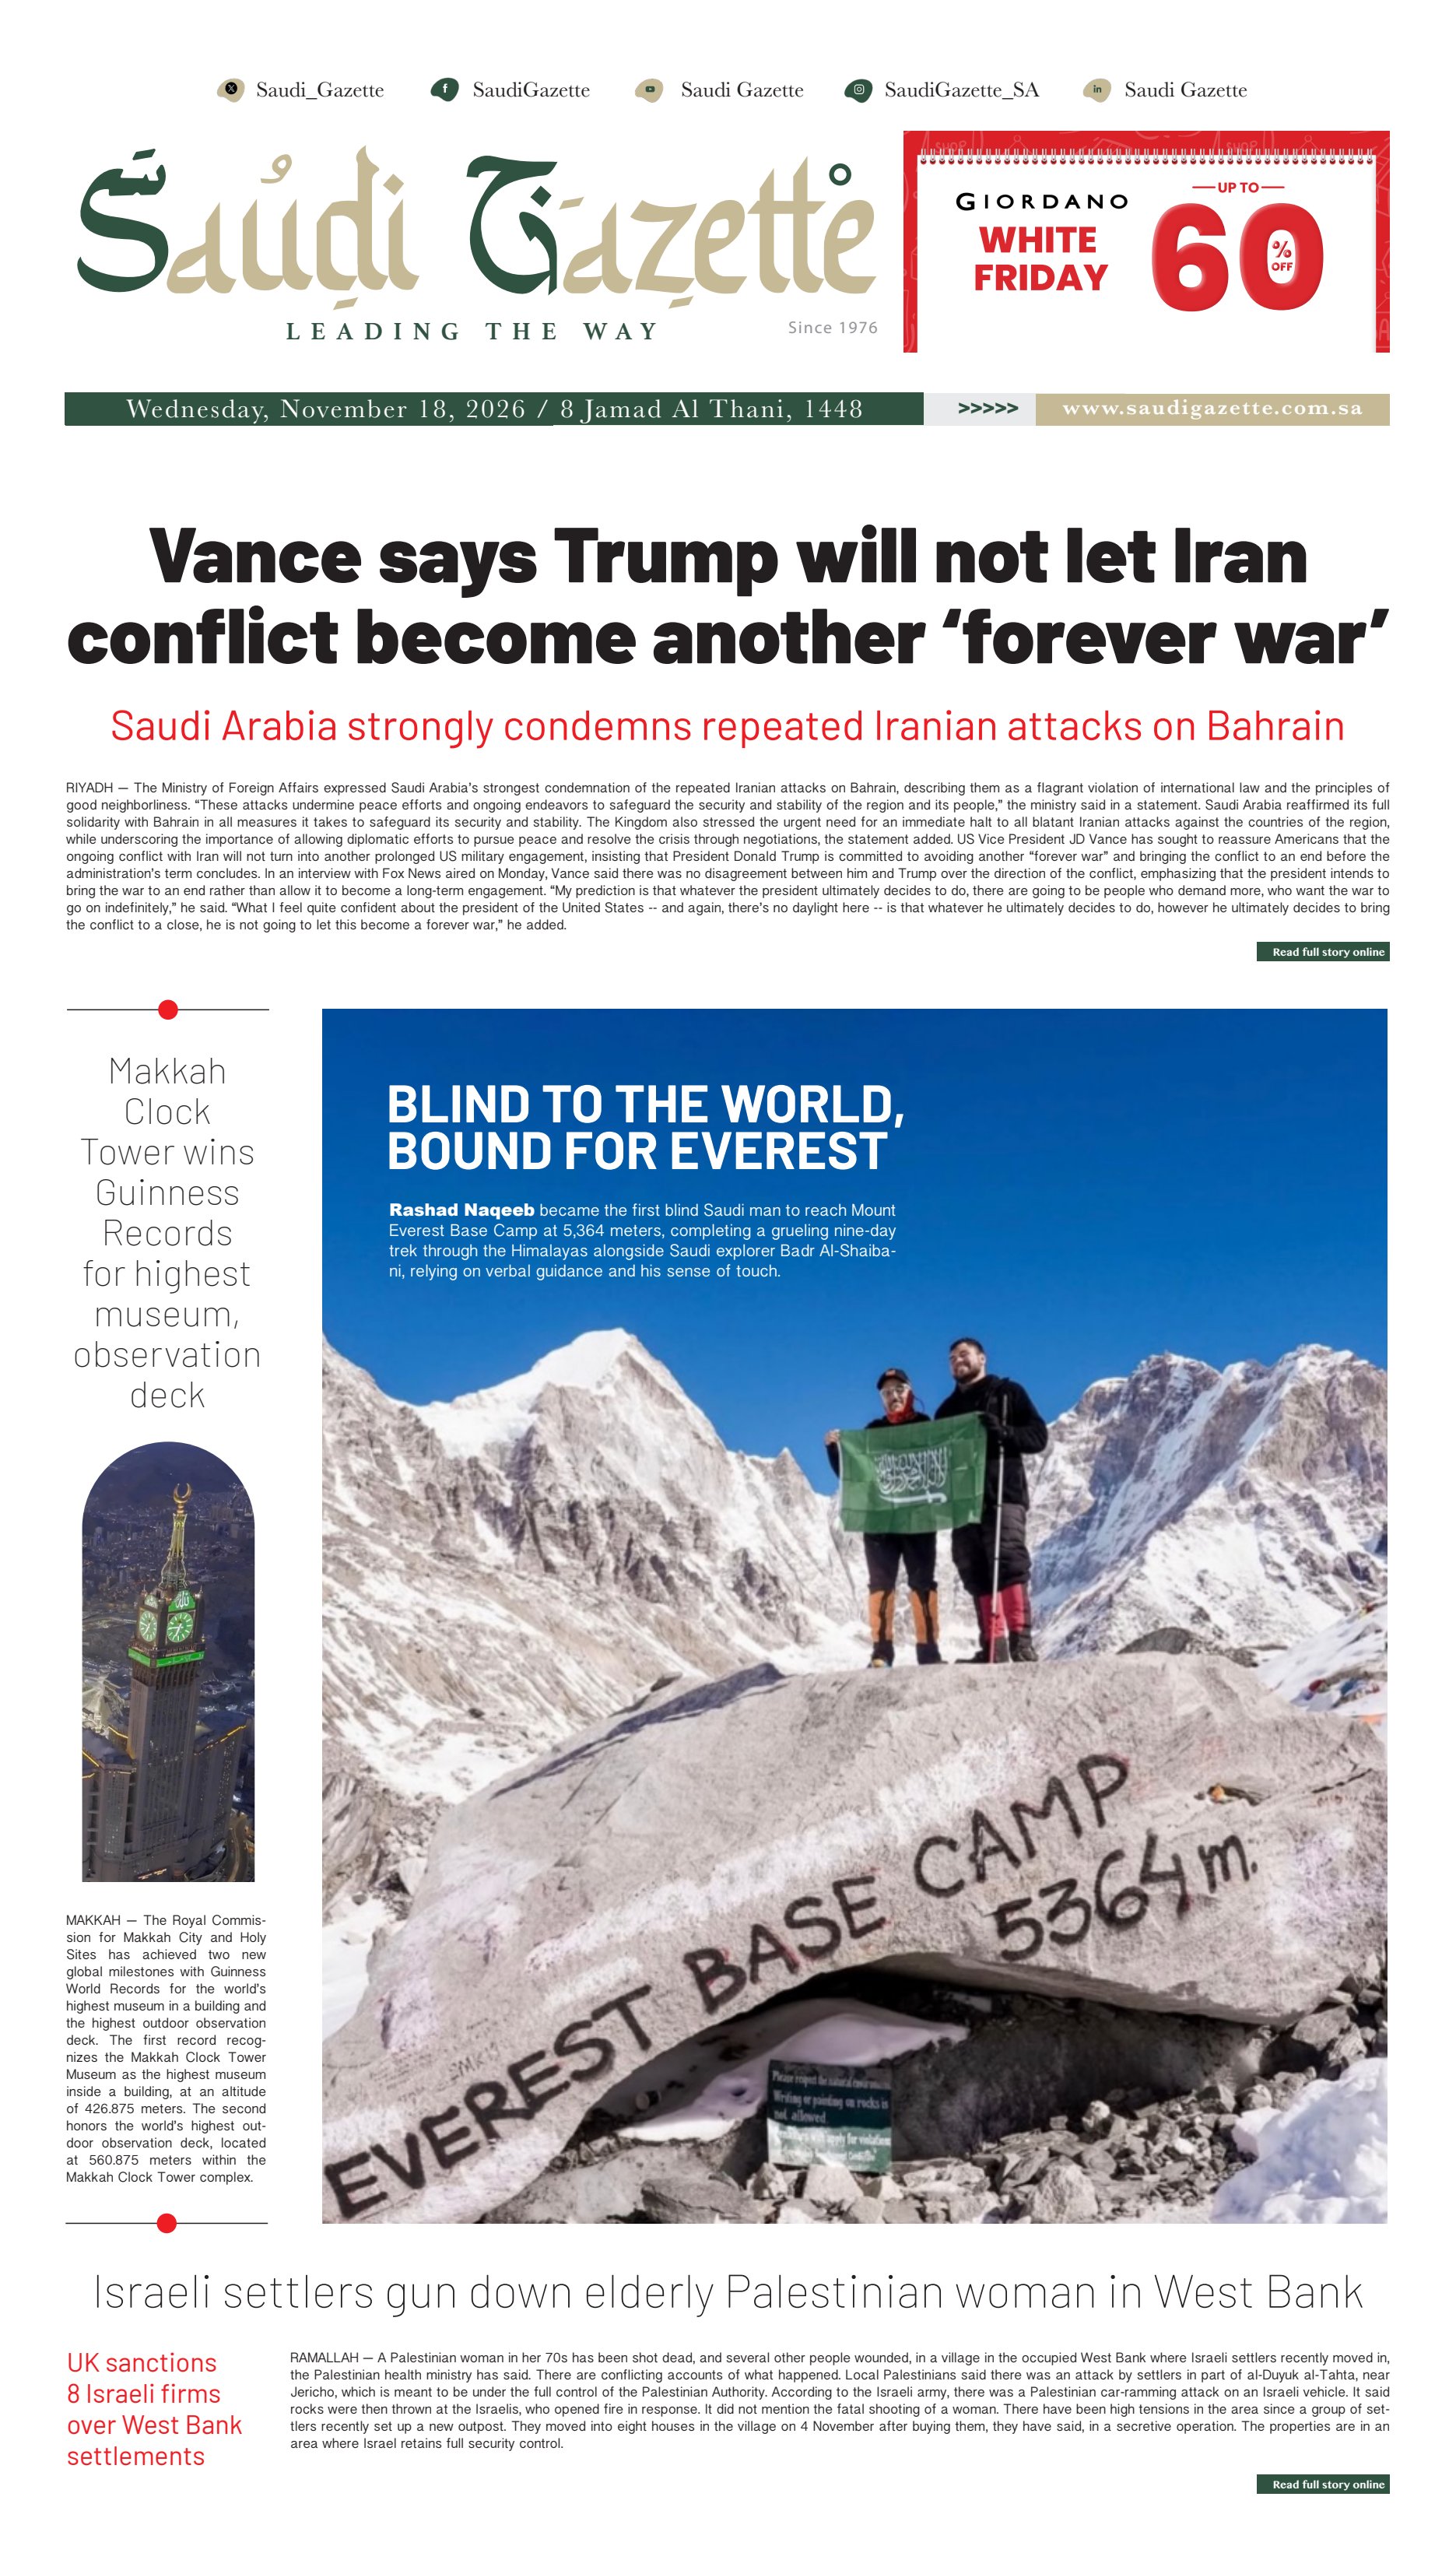 Saudi_Gazette
SaudiGazette
Saudi Gazette
SaudiGazette_SA
Saudi Gazette
Saudi Gazette
LEADING THE WAY
Since 1976
GIORDANO
WHITE
FRIDAY
UP TO
60
%
OFF
Wednesday, November 18, 2026 / 8 Jamad Al Thani, 1448
>>>>>
www.saudigazette.com.sa
Vance says Trump will not let Iran
conflict become another ‘forever war’
Saudi Arabia strongly condemns repeated Iranian attacks on Bahrain
RIYADH — The Ministry of Foreign Affairs expressed Saudi Arabia’s strongest condemnation of the repeated Iranian attacks on Bahrain, describing them as a flagrant violation of international law and the principles of
good neighborliness. “These attacks undermine peace efforts and ongoing endeavors to safeguard the security and stability of the region and its people,” the ministry said in a statement. Saudi Arabia reaffirmed its full
solidarity with Bahrain in all measures it takes to safeguard its security and stability. The Kingdom also stressed the urgent need for an immediate halt to all blatant Iranian attacks against the countries of the region,
while underscoring the importance of allowing diplomatic efforts to pursue peace and resolve the crisis through negotiations, the statement added. US Vice President JD Vance has sought to reassure Americans that the
ongoing conflict with Iran will not turn into another prolonged US military engagement, insisting that President Donald Trump is committed to avoiding another “forever war” and bringing the conflict to an end before the
administration’s term concludes. In an interview with Fox News aired on Monday, Vance said there was no disagreement between him and Trump over the direction of the conflict, emphasizing that the president intends to
bring the war to an end rather than allow it to become a long-term engagement. “My prediction is that whatever the president ultimately decides to do, there are going to be people who demand more, who want the war to
go on indefinitely,” he said. “What I feel quite confident about the president of the United States -- and again, there’s no daylight here -- is that whatever he ultimately decides to do, however he ultimately decides to bring
the conflict to a close, he is not going to let this become a forever war,” he added.
Read full story online
Makkah
Clock
Tower wins
Guinness
Records
for highest
museum,
observation
deck
MAKKAH — The Royal Commis-
sion for Makkah City and Holy
Sites has achieved two new
global milestones with Guinness
World Records for the world’s
highest museum in a building and
the highest outdoor observation
deck. The first record recog-
nizes the Makkah Clock Tower
Museum as the highest museum
inside a building, at an altitude
of 426.875 meters. The second
honors the world’s highest out-
door observation deck, located
at 560.875 meters within the
Makkah Clock Tower complex.
BLIND TO THE WORLD,
BOUND FOR EVEREST
Rashad Naqeeb became the first blind Saudi man to reach Mount
Everest Base Camp at 5,364 meters, completing a grueling nine-day
trek through the Himalayas alongside Saudi explorer Badr Al-Shaiba-
ni, relying on verbal guidance and his sense of touch.
EVEREST BASE CAMP
5364m.
Please respect the natural
Writing or painting on rocks is
not allowed.
Israeli settlers gun down elderly Palestinian woman in West Bank
UK sanctions
8 Israeli firms
over West Bank
settlements
RAMALLAH — A Palestinian woman in her 70s has been shot dead, and several other people wounded, in a village in the occupied West Bank where Israeli settlers recently moved in,
the Palestinian health ministry has said. There are conflicting accounts of what happened. Local Palestinians said there was an attack by settlers in part of al-Duyuk al-Tahta, near
Jericho, which is meant to be under the full control of the Palestinian Authority. According to the Israeli army, there was a Palestinian car-ramming attack on an Israeli vehicle. It said
rocks were then thrown at the Israelis, who opened fire in response. It did not mention the fatal shooting of a woman. There have been high tensions in the area since a group of set-
tlers recently set up a new outpost. They moved into eight houses in the village on 4 November after buying them, they have said, in a secretive operation. The properties are in an
area where Israel retains full security control.
Read full story online